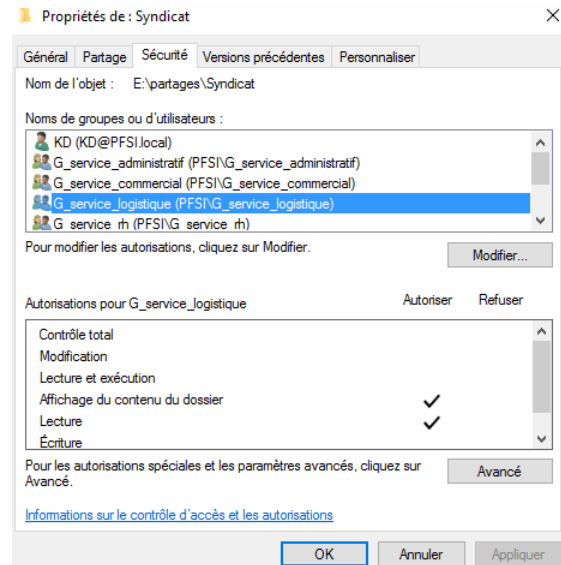 Propriétés de : Syndicat
Général Partage Sécurité Versions précédentes Personnaliser
Nom de l'objet : E:\partages\Syndicat
Noms de groupes ou d'utilisateurs :
KD (KD@PFSI.local)
G_service_administratif (PFSI\G_service_administratif)
G_service_commercial (PFSI\G_service_commercial)
G_service_logistique (PFSI\G_service_logistique)
G_service_rh (PFSI\G_service_rh)
Pour modifier les autorisations, cliquez sur Modifier.
Modifier...
Autorisations pour G_service_logistique Autoriser Refuser
Contrôle total
Modification
Lecture et exécution
Affichage du contenu du dossier
Lecture
Écriture
Pour les autorisations spéciales et les paramètres avancés, cliquez sur
Avancé.
Avancé
Informations sur le contrôle d'accès et les autorisations
OK Annuler Appliquer